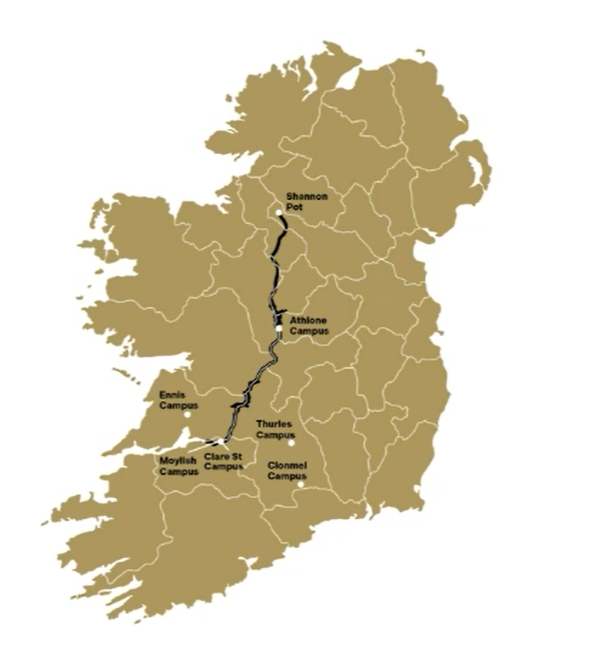 Shannon
Pot
Athlone
Campus
Ennis
Campus
Thurles
Campus
Moylish
Campus
Clare St
Campus
Clonmel
Campus